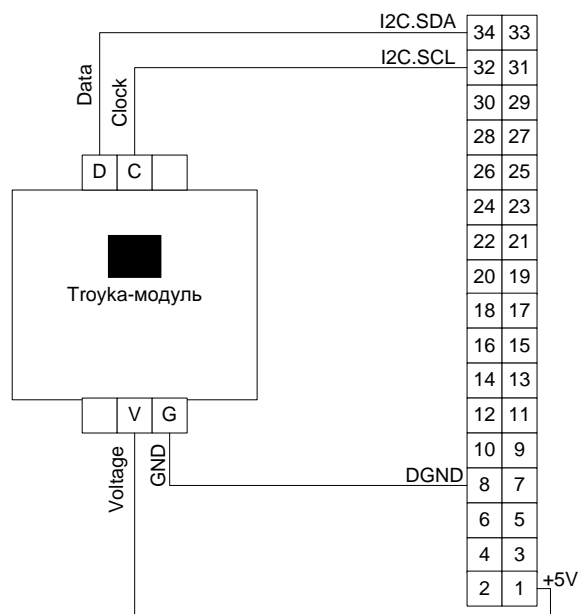 I2C.SDA
34 33
I2C.SCL
32 31
30 29
28 27
26 25
24 23
22 21
20 19
18 17
16 15
14 13
12 11
10 9
DGND
8 7
6 5
4 3
2 1
+5V
Data
Clock
D C
Troyka-модуль
V G
Voltage
GND